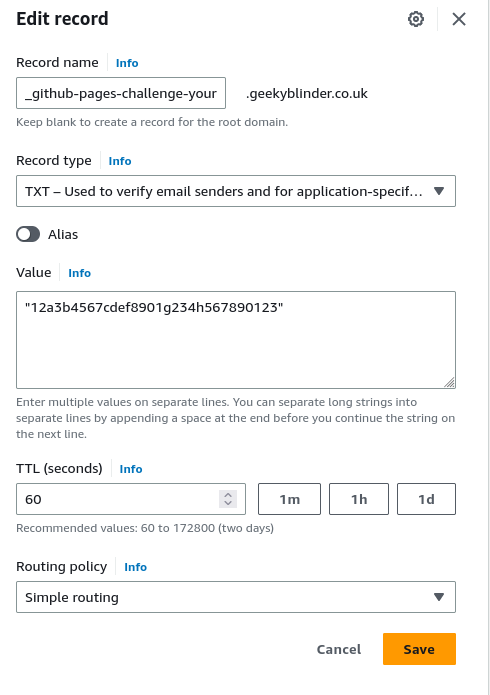 Edit record
Record name Info
_github-pages-challenge-your .geekyblinder.co.uk
Keep blank to create a record for the root domain.
Record type Info
TXT – Used to verify email senders and for application-specif...
Alias
Value Info
"12a3b4567cdef8901g234h567890123"
Enter multiple values on separate lines. You can separate long strings into
separate lines by appending a space at the end before you continue the string on
the next line.
TTL (seconds) Info
60 1m 1h 1d
Recommended values: 60 to 172800 (two days)
Routing policy Info
Simple routing
Cancel Save